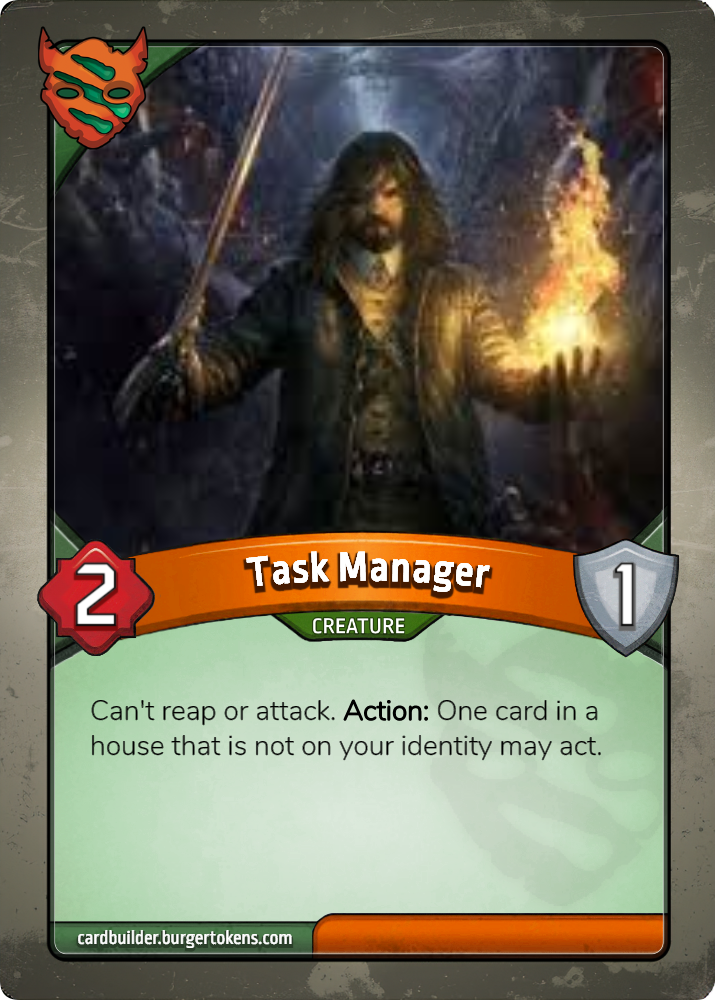 Task Manager
2
1
CREATURE
Can't reap or attack. Action: One card in a
house that is not on your identity may act.
cardbuilder.burgertokens.com